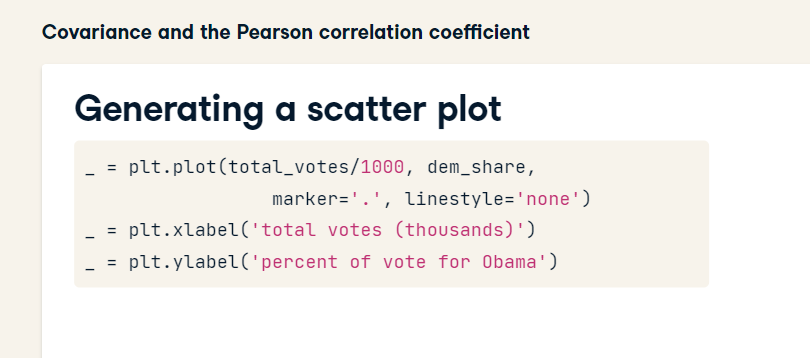 Covariance and the Pearson correlation coefficient
Generating a scatter plot
_ = plt.plot(total_votes/1000, dem_share,
marker='.', linestyle='none')
_ = plt.xlabel('total votes (thousands)')
_ = plt.ylabel('percent of vote for Obama')